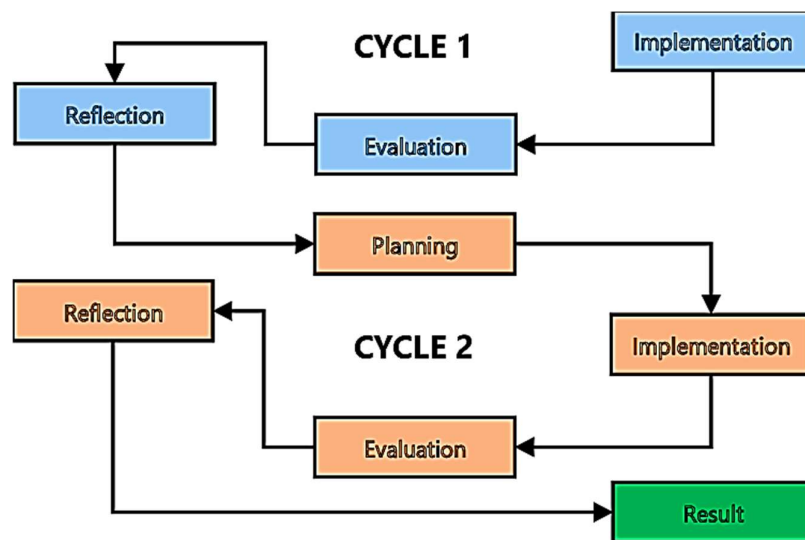 CYCLE 1
Implementation
Reflection
Evaluation
Planning
Reflection
CYCLE 2
Implementation
Evaluation
Result